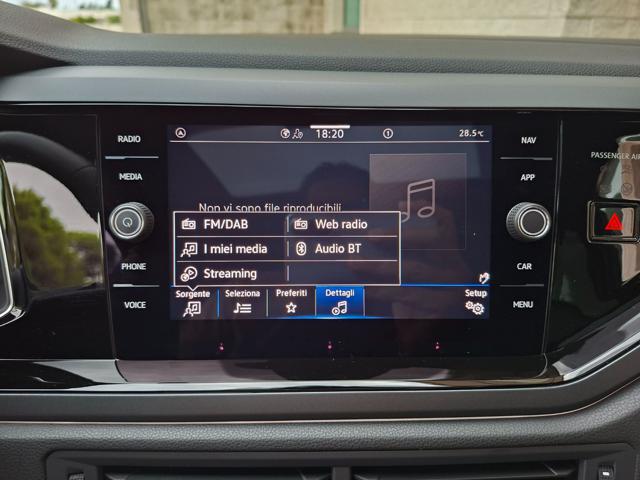 RADIO
MEDIA
PHONE
VOICE
18:20
28.5°C
Non vi sono file riproducibili
FM/DAB
Web radio
I miei media
Audio BT
Streaming
Sorgente
Seleziona
Preferiti
Dettagli
Setup
NAV
APP
CAR
MENU
PASSENGER AIR